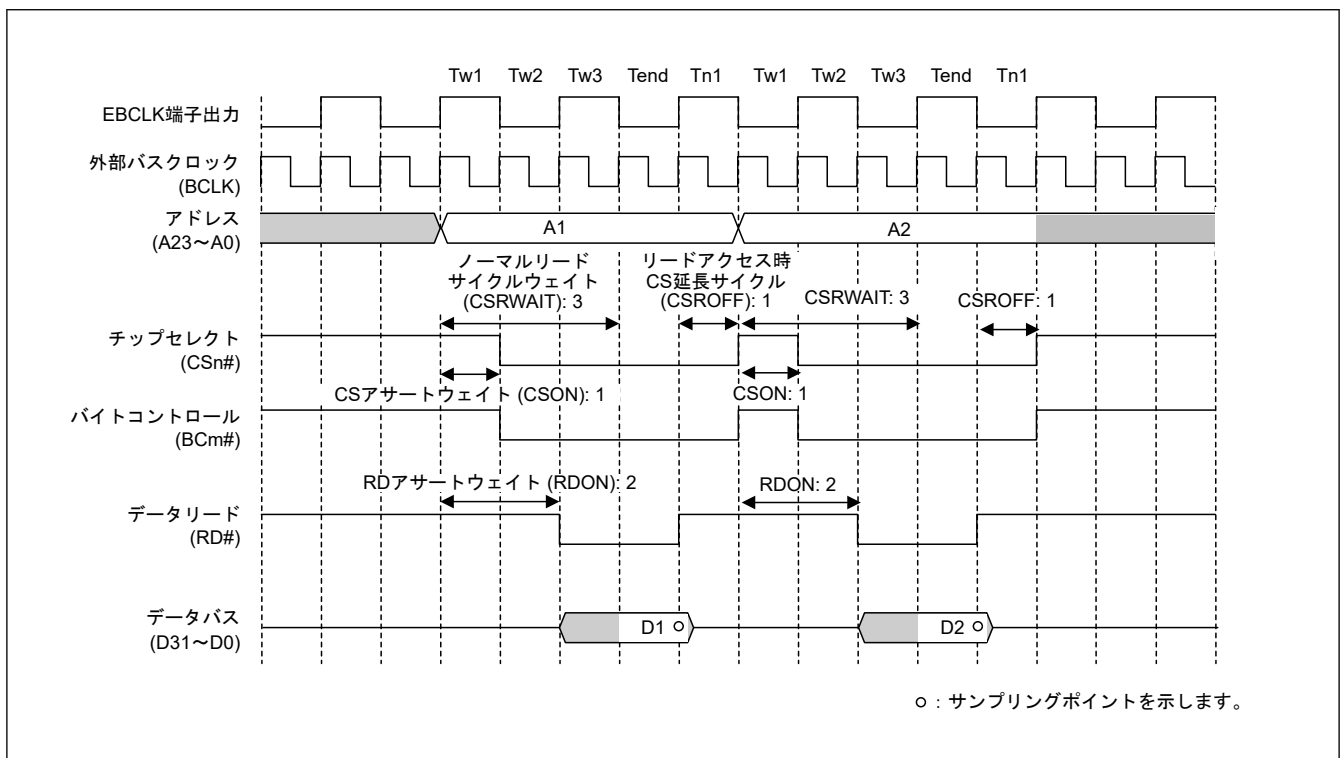 Tw1 Tw2 Tw3 Tend Tn1 Tw1 Tw2 Tw3 Tend Tn1
EBCLK端子出力
外部バスクロック
(BCLK)
アドレス
(A23～A0)
A1
A2
ノーマルリード
サイクルウェイト
(CSRWAIT): 3
リードアクセス時
CS延長サイクル
(CSROFF): 1
CSRWAIT: 3
CSROFF: 1
チップセレクト
(CSn#)
CSアサートウェイト (CSON): 1
CSON: 1
バイトコントロール
(BCm#)
RDアサートウェイト (RDON): 2
RDON: 2
データリード
(RD#)
データバス
(D31～D0)
D1
D2
：サンプリングポイントを示します。